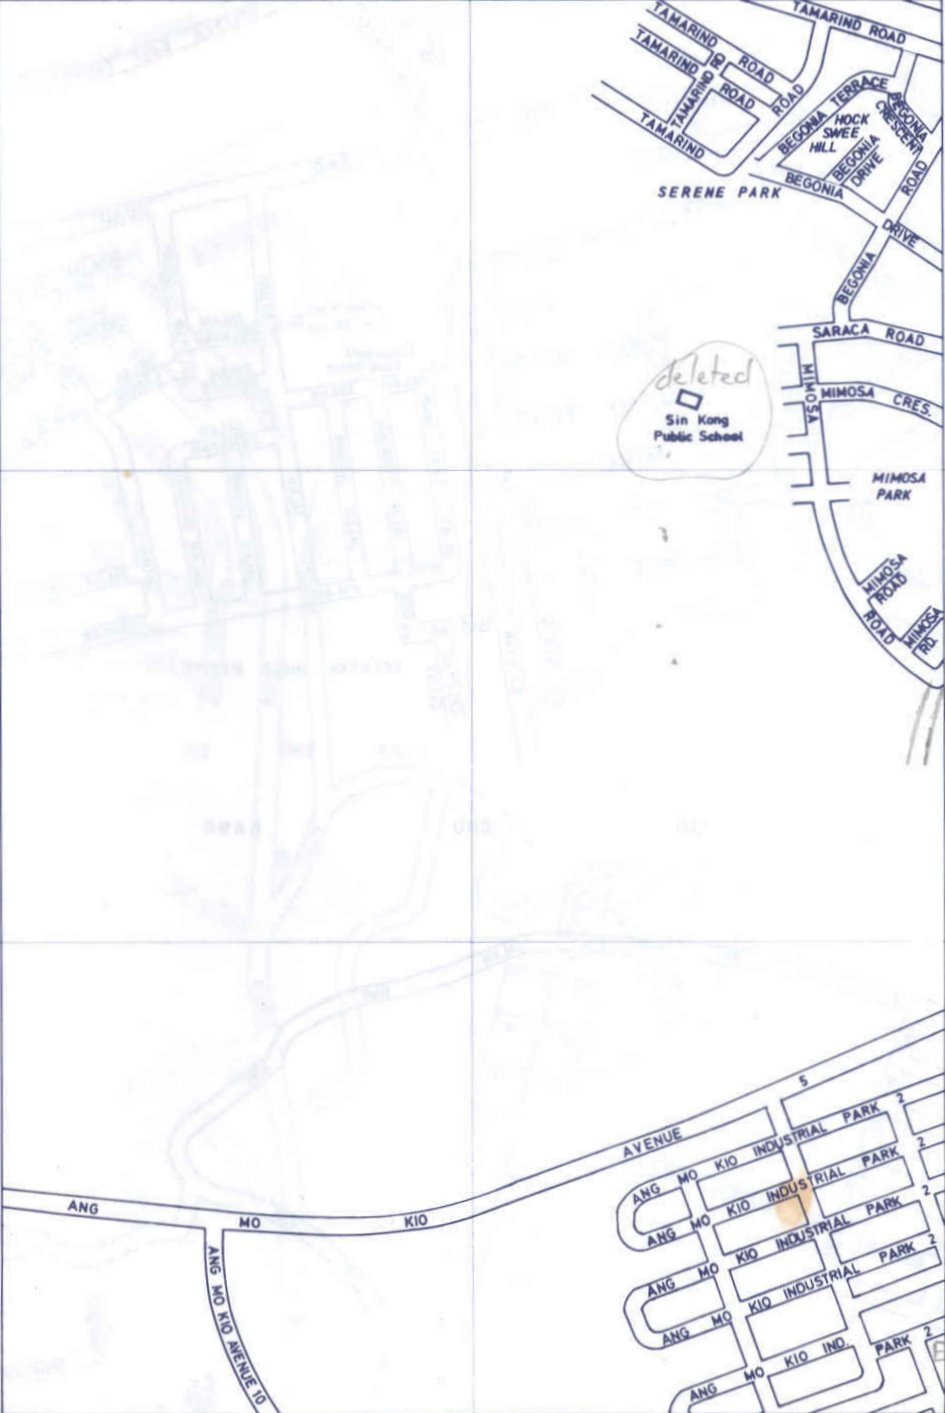 TAMARIND ROAD
TAMARIND ROAD
TAMARIND ROAD
TAMARIND RD
TAMARIND ROAD
BEGONIA TERRACE
BEGONIA CRESCENT
HOCK
SWEE
HILL
BEGONIA
DRIVE
BEGONIA DRIVE
BEGONIA ROAD
SERENE PARK
SARACA ROAD
deleted
Sin Kong
Public School
MIMOSA ROAD
MIMOSA CRES.
MIMOSA
PARK
MIMOSA
ROAD
MIMOSA
RD.
ANG MO KIO AVENUE 5
ANG MO KIO AVENUE 10
ANG MO KIO INDUSTRIAL PARK 2
ANG MO KIO INDUSTRIAL PARK 2
ANG MO KIO INDUSTRIAL PARK 2
ANG MO KIO INDUSTRIAL PARK 2
ANG MO KIO IND. PARK 2